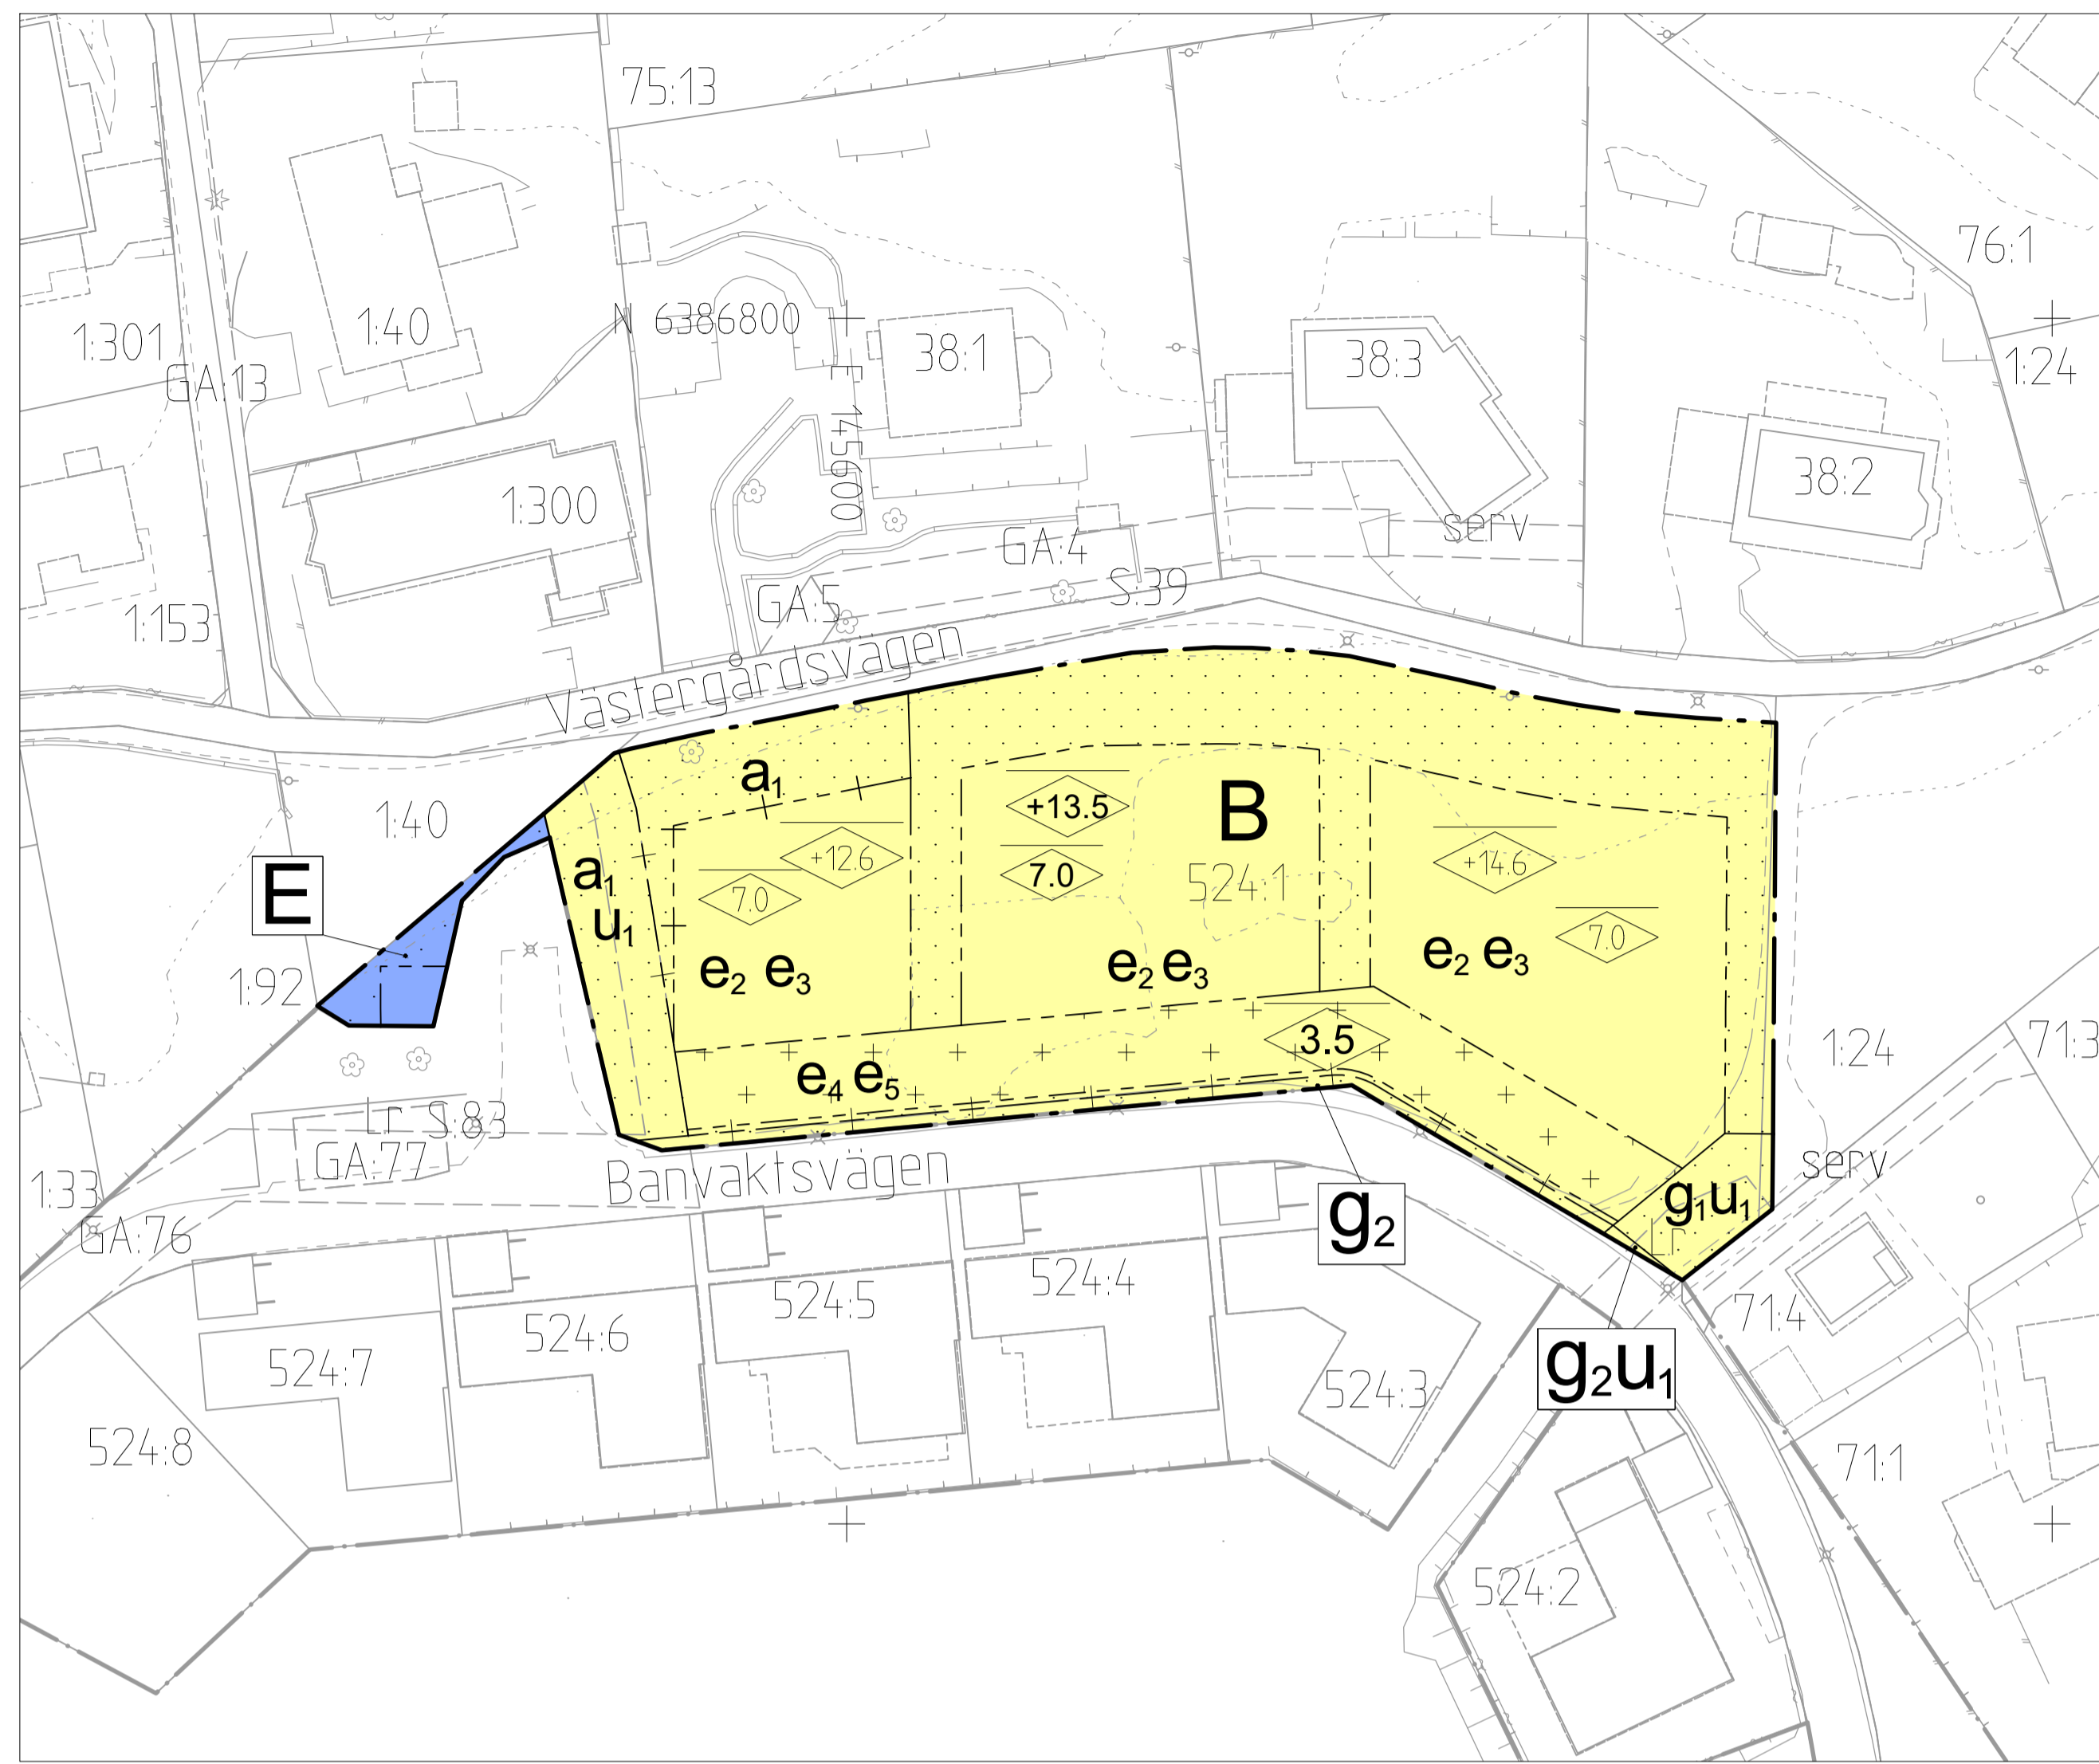 75:13
76:1
1:301
1:40
N 6386800
38:1
38:3
1:24
GA:13
E 145600
38:2
1:300
serv
GA:4
S:39
GA:5
1:153
Västergårdsvägen
a₁
+13.5
B
1:40
+12.6
+14.6
E
a₁
7.0
7.0
524:1
7.0
u₁
e₂ e₃
e₂ e₃
e₂ e₃
1:92
3.5
1:24
71:3
e₄ e₅
Lr S:83
GA:77
Banvaktsvägen
serv
1:33
g₁u₁
GA:76
g₂
Lr
524:4
524:5
71:4
524:6
524:7
g₂u₁
524:3
524:8
71:1
524:2